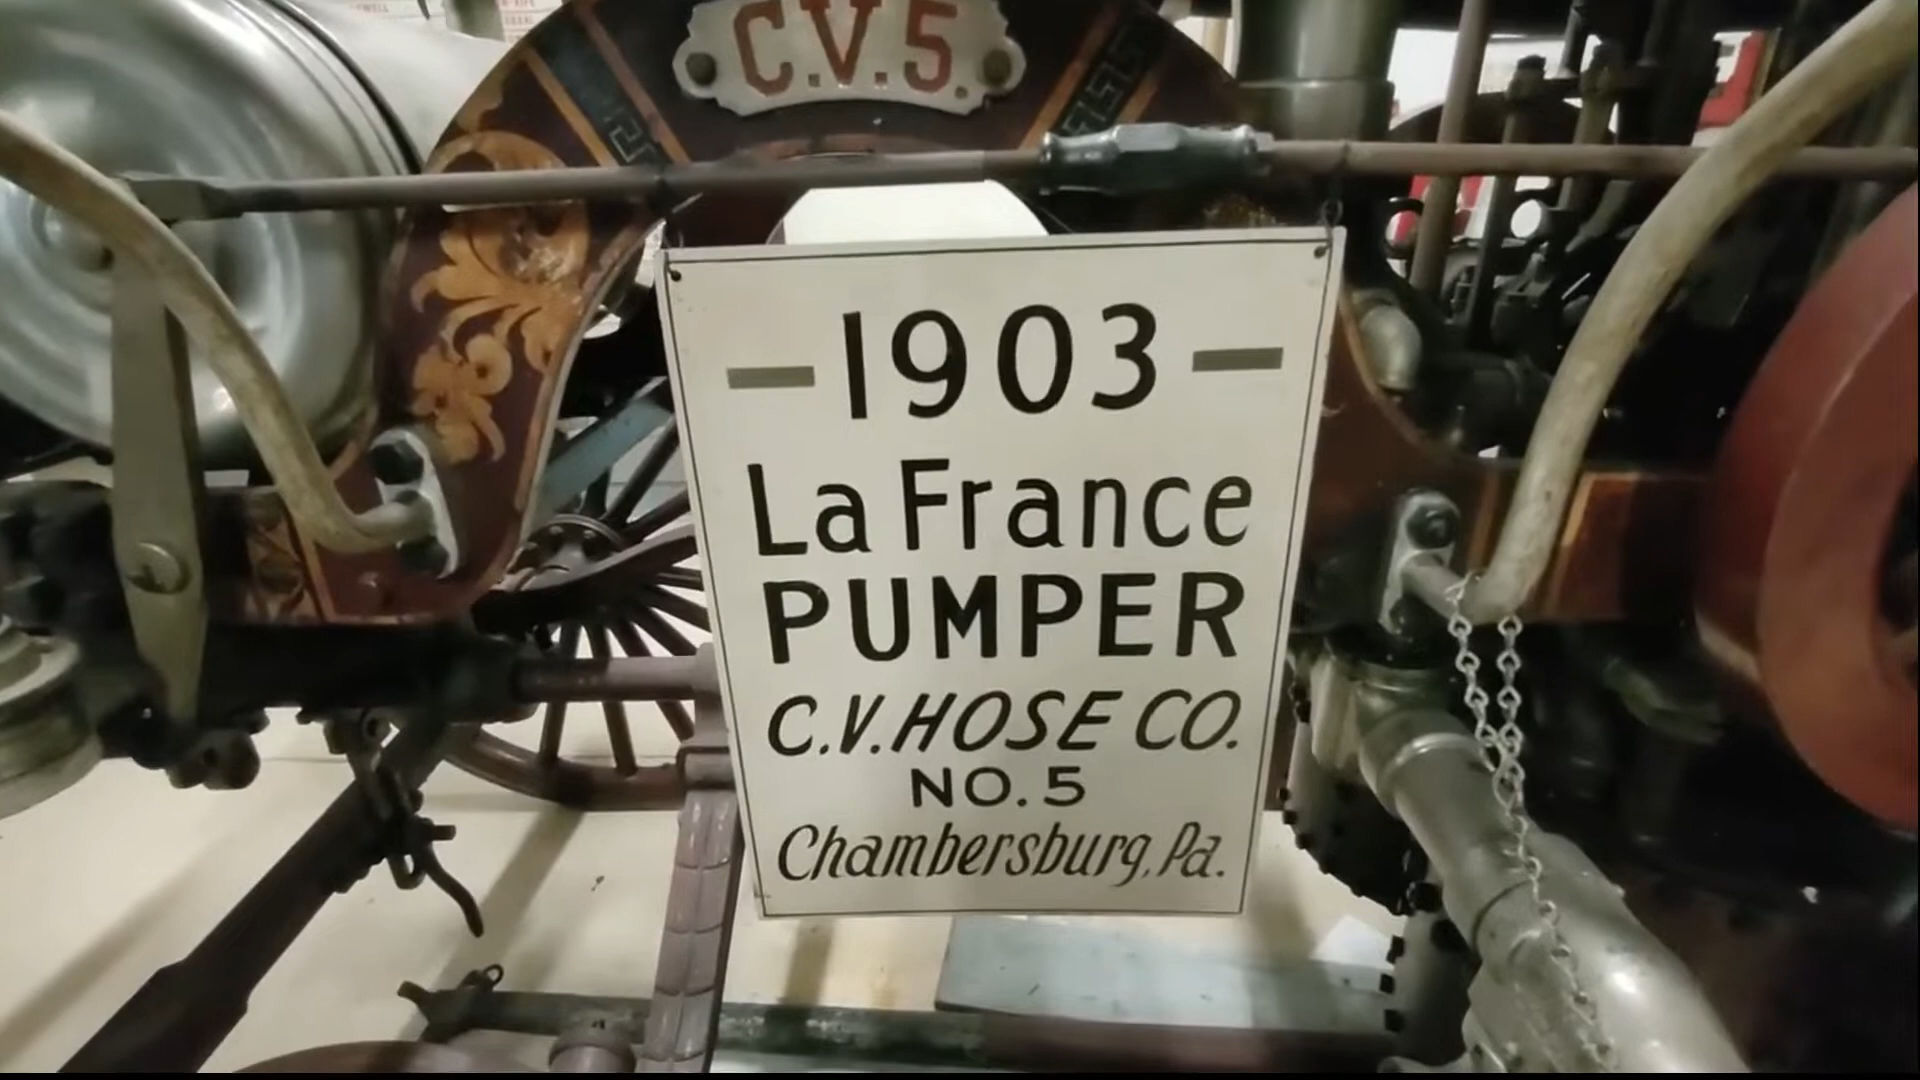 C.V.5.
— 1903 —
La France
PUMPER
C.V. HOSE CO.
NO. 5
Chambersburg, Pa.